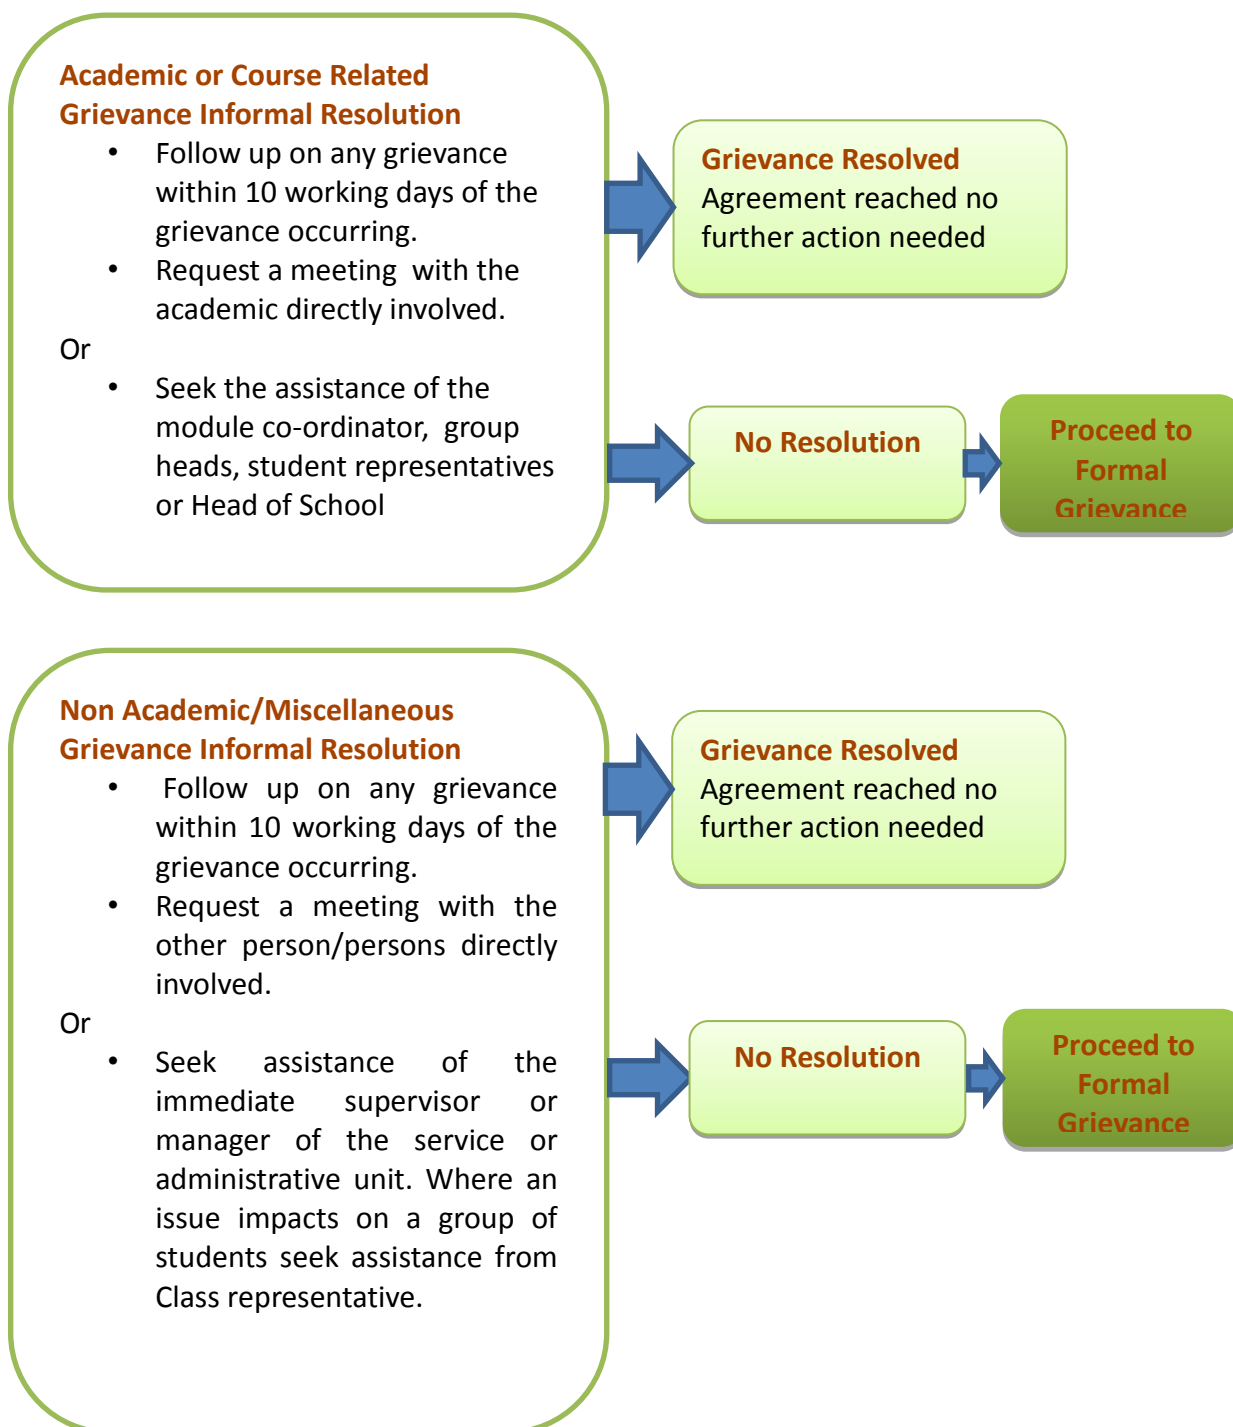 Academic or Course Related
Grievance Informal Resolution
• Follow up on any grievance
within 10 working days of the
grievance occurring.
• Request a meeting with the
academic directly involved.
Or
• Seek the assistance of the
module co-ordinator, group
heads, student representatives
or Head of School
Grievance Resolved
Agreement reached no
further action needed
No Resolution
Proceed to
Formal
Grievance
Non Academic/Miscellaneous
Grievance Informal Resolution
• Follow up on any grievance
within 10 working days of the
grievance occurring.
• Request a meeting with the
other person/persons directly
involved.
Or
• Seek assistance of the
immediate supervisor or
manager of the service or
administrative unit. Where an
issue impacts on a group of
students seek assistance from
Class representative.
Grievance Resolved
Agreement reached no
further action needed
No Resolution
Proceed to
Formal
Grievance